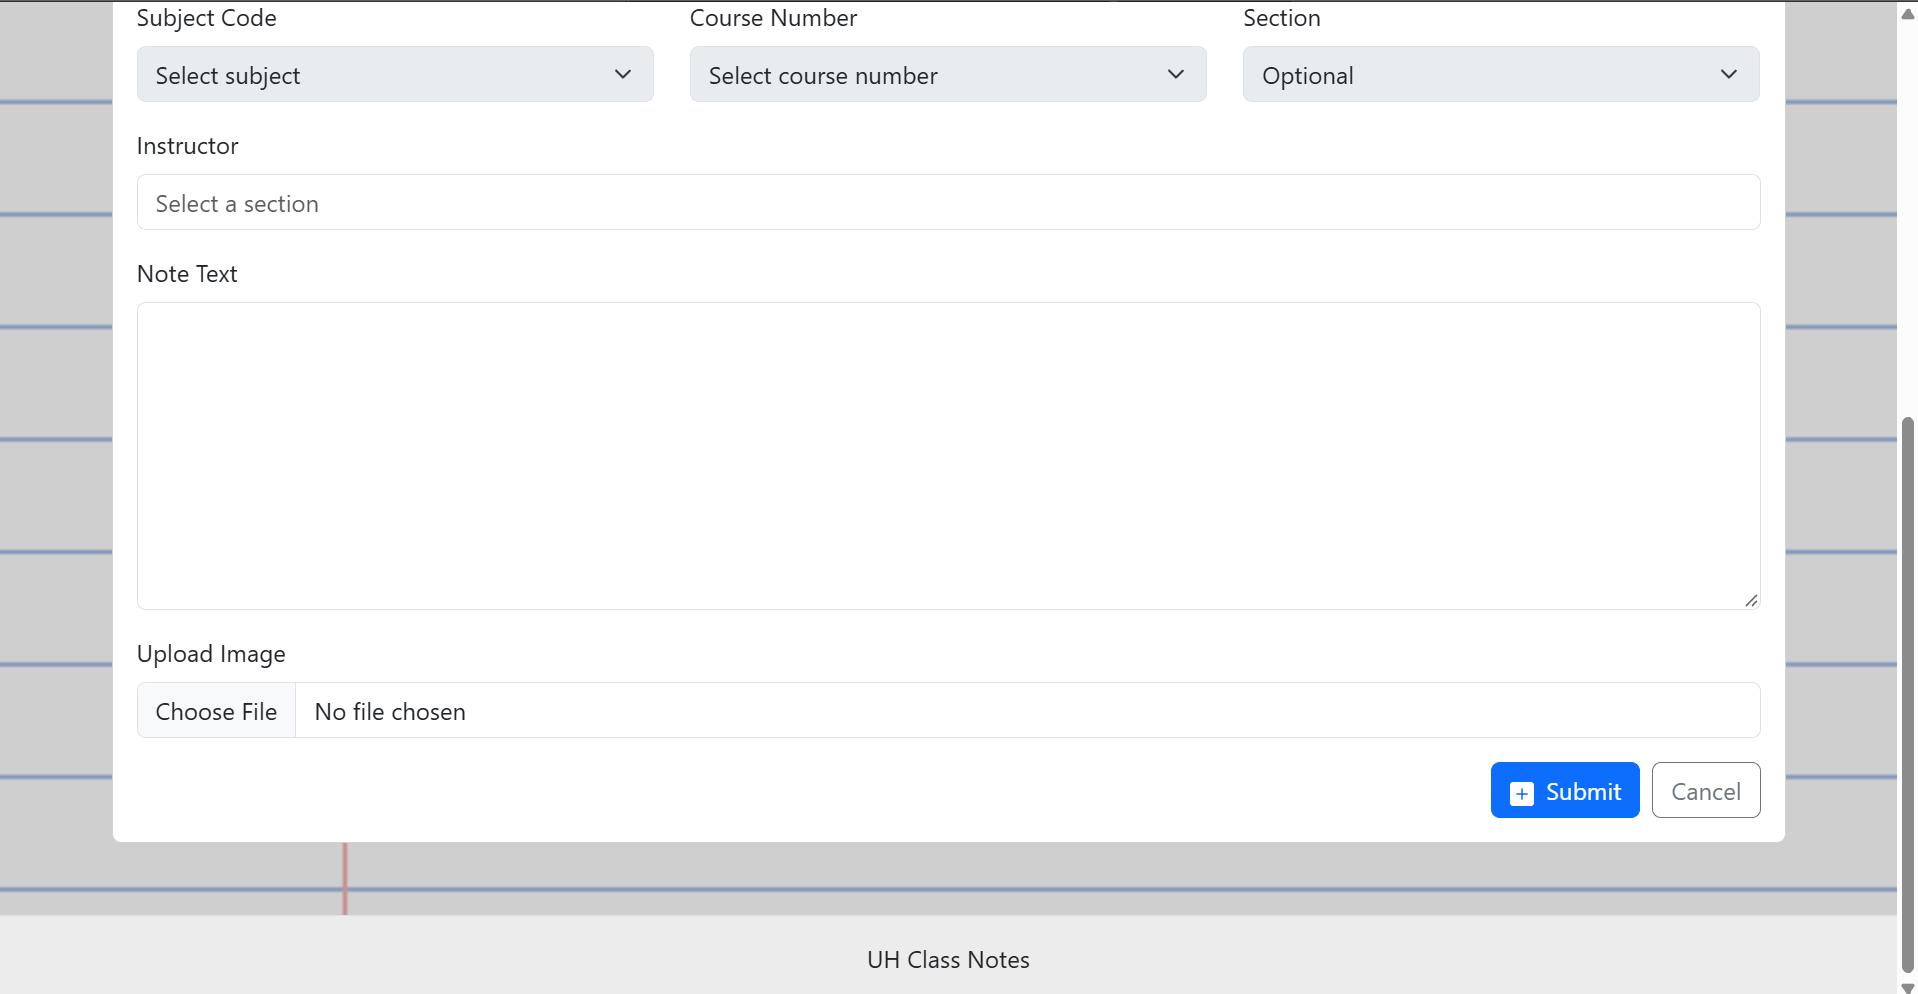 Subject Code Course Number Section
Select subject Select course number Optional
Instructor
Select a section
Note Text
Upload Image
Choose File No file chosen
Submit Cancel
UH Class Notes